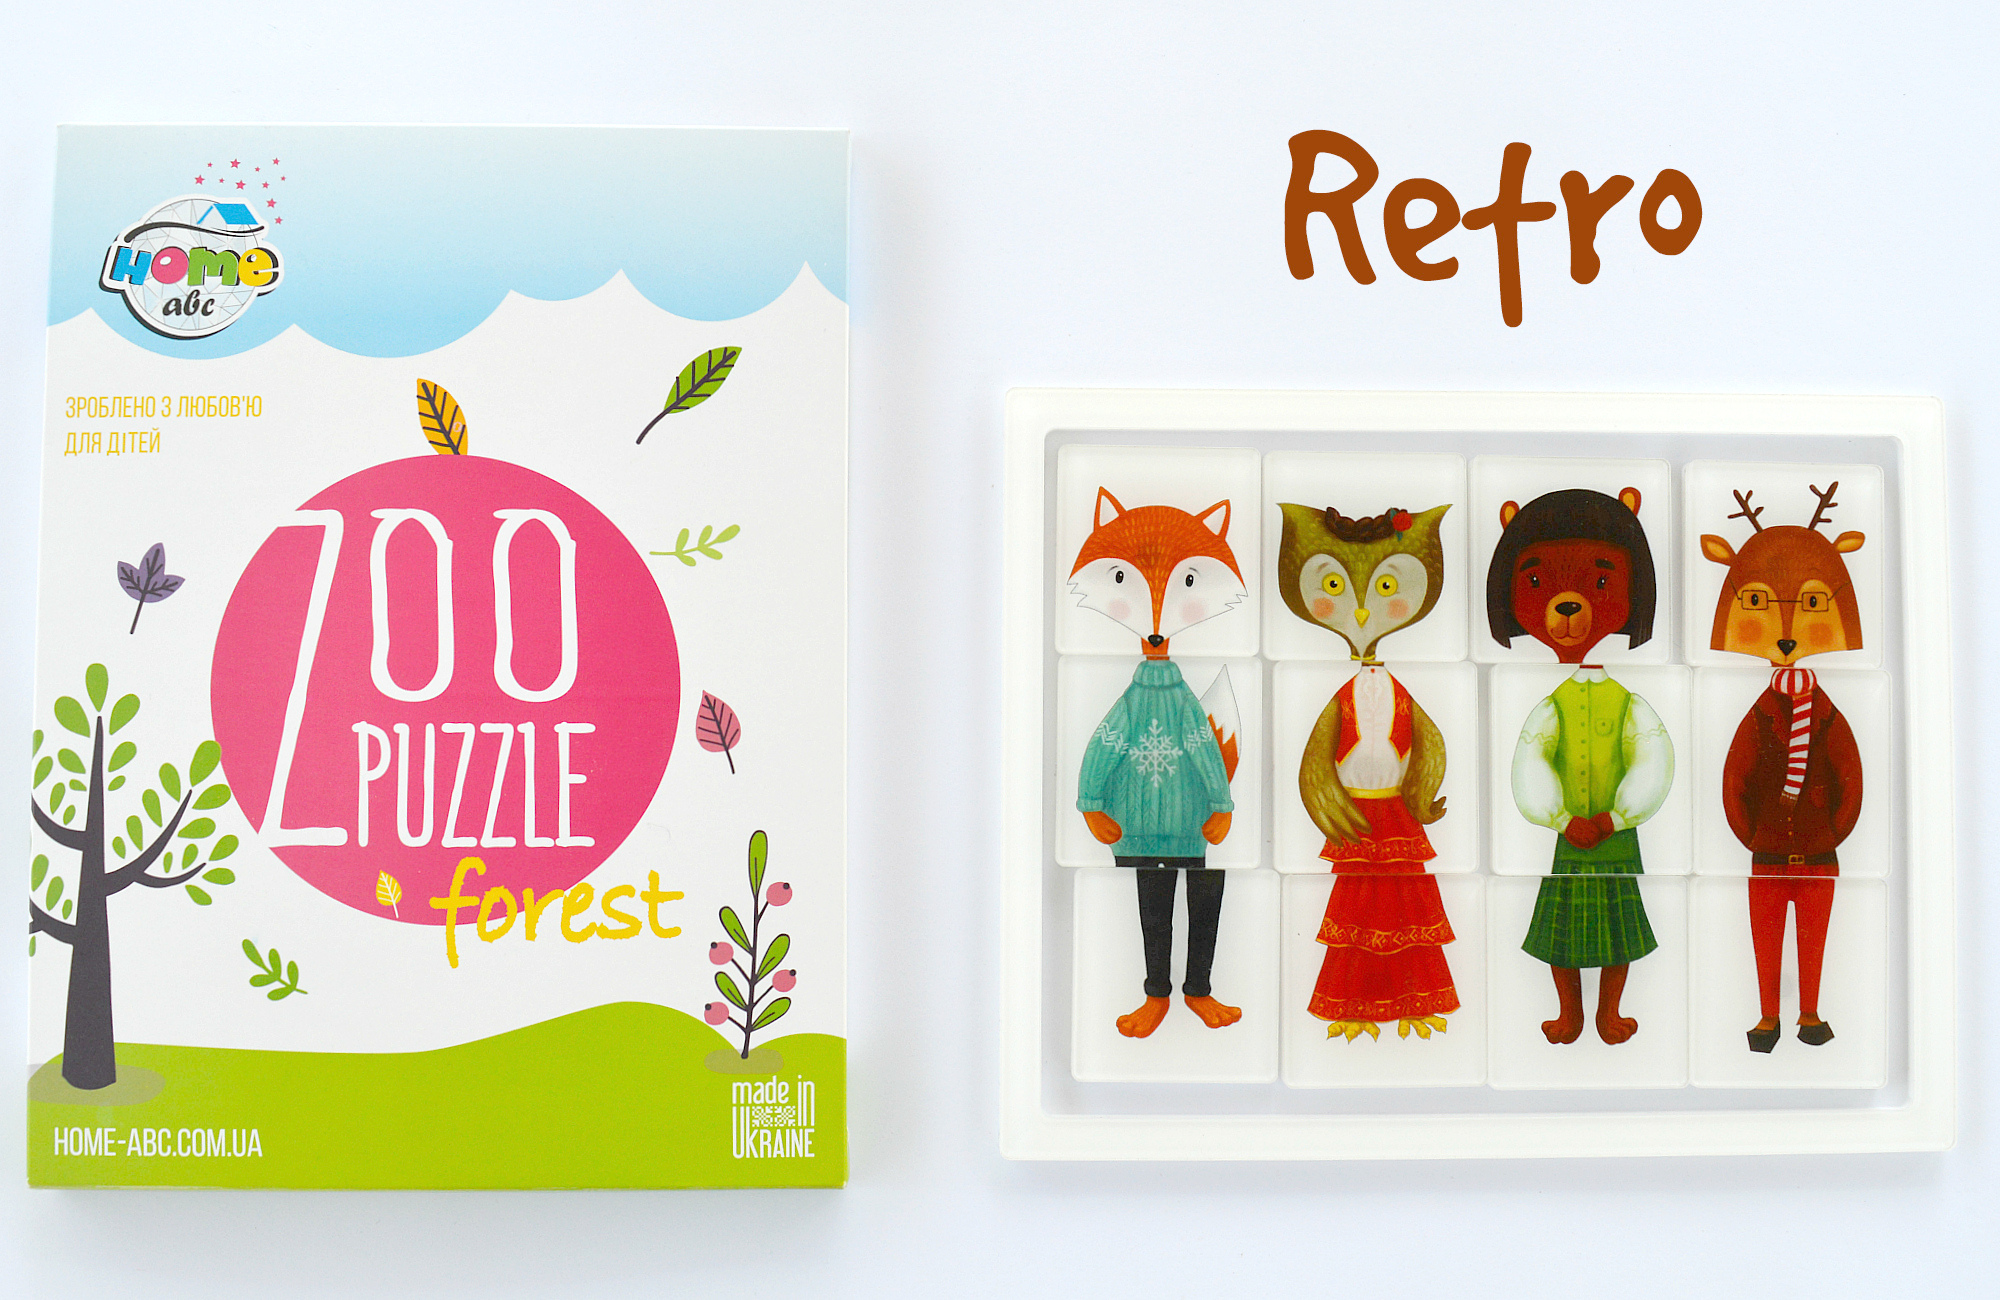 HOME
abc
ЗРОБЛЕНО З ЛЮБОВ'Ю
ДЛЯ ДІТЕЙ
ZOO
PUZZLE
forest
HOME-ABC.COM.UA
made in
UKRAINE
Retro